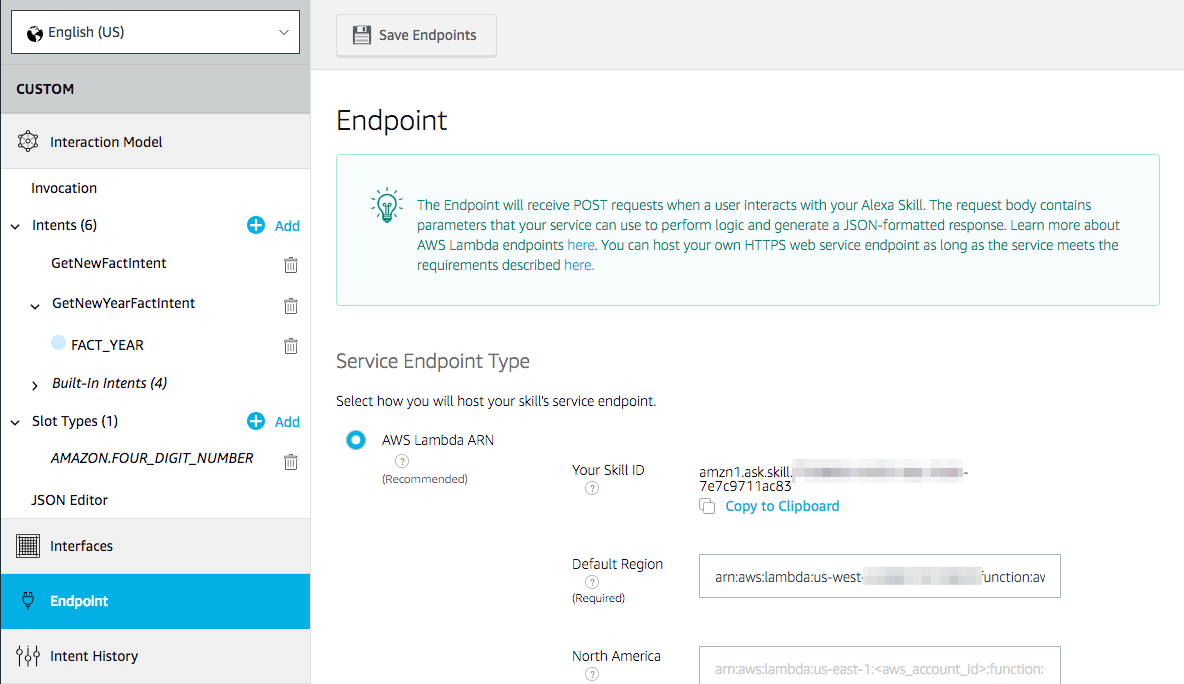 English (US)
Save Endpoints
CUSTOM
Endpoint
Interaction Model
Invocation
Intents (6)
Add
GetNewFactIntent
GetNewYearFactIntent
FACT_YEAR
Built-In Intents (4)
Slot Types (1)
Add
AMAZON.FOUR_DIGIT_NUMBER
JSON Editor
Interfaces
Endpoint
Intent History
The Endpoint will receive POST requests when a user interacts with your Alexa Skill. The request body contains
parameters that your service can use to perform logic and generate a JSON-formatted response. Learn more about
AWS Lambda endpoints here. You can host your own HTTPS web service endpoint as long as the service meets the
requirements described here.
Service Endpoint Type
Select how you will host your skill's service endpoint.
AWS Lambda ARN
?
(Recommended)
Your Skill ID
?
amzn1.ask.skill. -
7e7c9711ac83
Copy to Clipboard
Default Region
?
(Required)
arn:aws:lambda:us-west- function:aw
North America
?
arn:aws:lambda:us-east-1:<aws_account_id>:function: